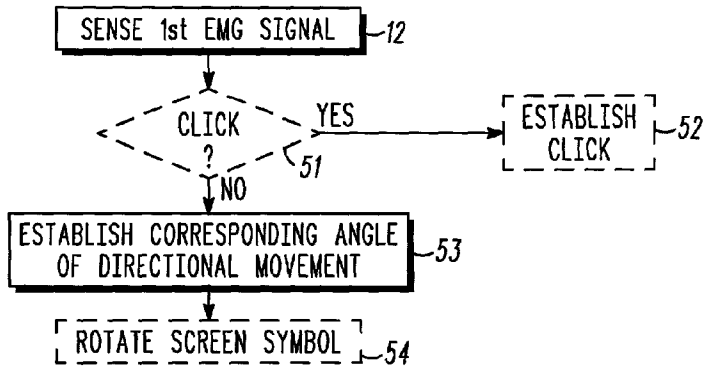 SENSE 1st EMG SIGNAL
12
CLICK
?
51
YES
ESTABLISH
CLICK
52
NO
ESTABLISH CORRESPONDING ANGLE
OF DIRECTIONAL MOVEMENT
53
ROTATE SCREEN SYMBOL
54